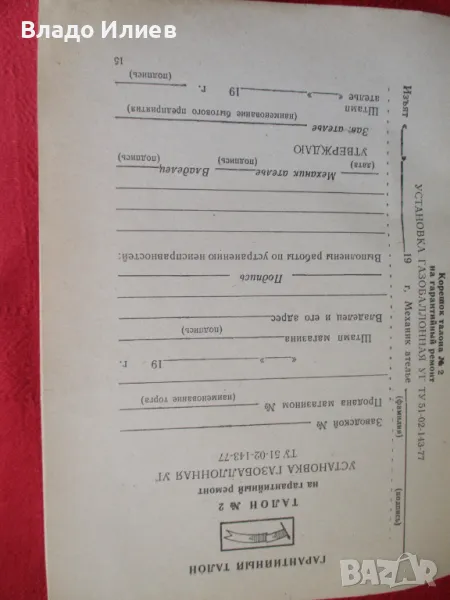 Владо Илиев
ГАРАНТИЙНЫЙ ТАЛОН
ТАЛОН № 2
на гарантийный ремонт
УСТАНОВКА ГАЗОБАЛЛОННАЯ УГ
ТУ 51-02-143-77
Заводской №
Продана магазином №
(наименование торга)
« » 19 г.
Штамп магазина
(подпись)
Владелец и его адрес
Подпись
Выполнены работы по устранению неисправностей:
Механик ателье Владелец
(дата) (подпись) (подпись)
УТВЕРЖДАЮ
Зав. ателье
(наименование бытового предприятия)
Штамп
ателье « » 19 г.
(подпись)
15
Корешок талона № 2
на гарантийный ремонт
УСТАНОВКА ГАЗОБАЛЛОННАЯ УГ ТУ 51-02-143-77
Изъят « » 19 г. Механик ателье
(фамилия) (подпись)
BAZAR